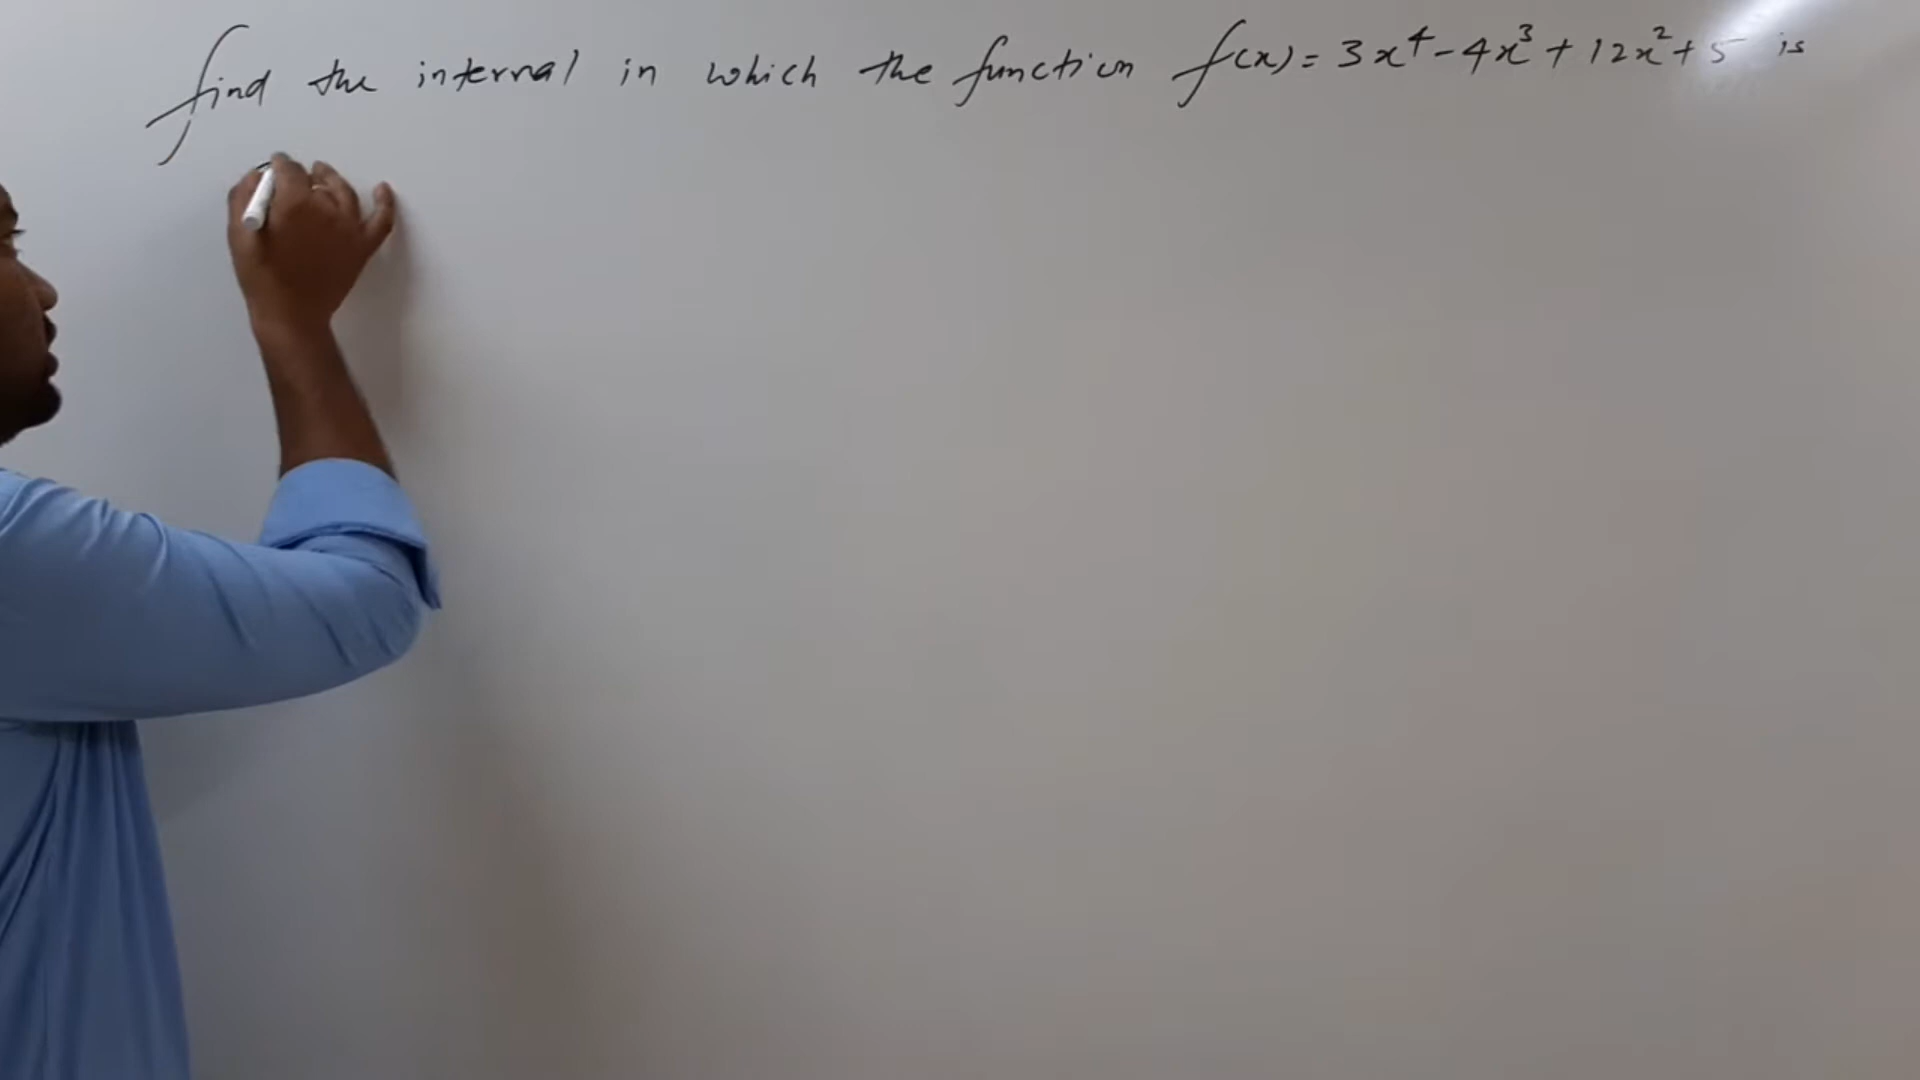 find the internal in which the function f(x) = 3x⁴ - 4x³ + 12x² + 5 is